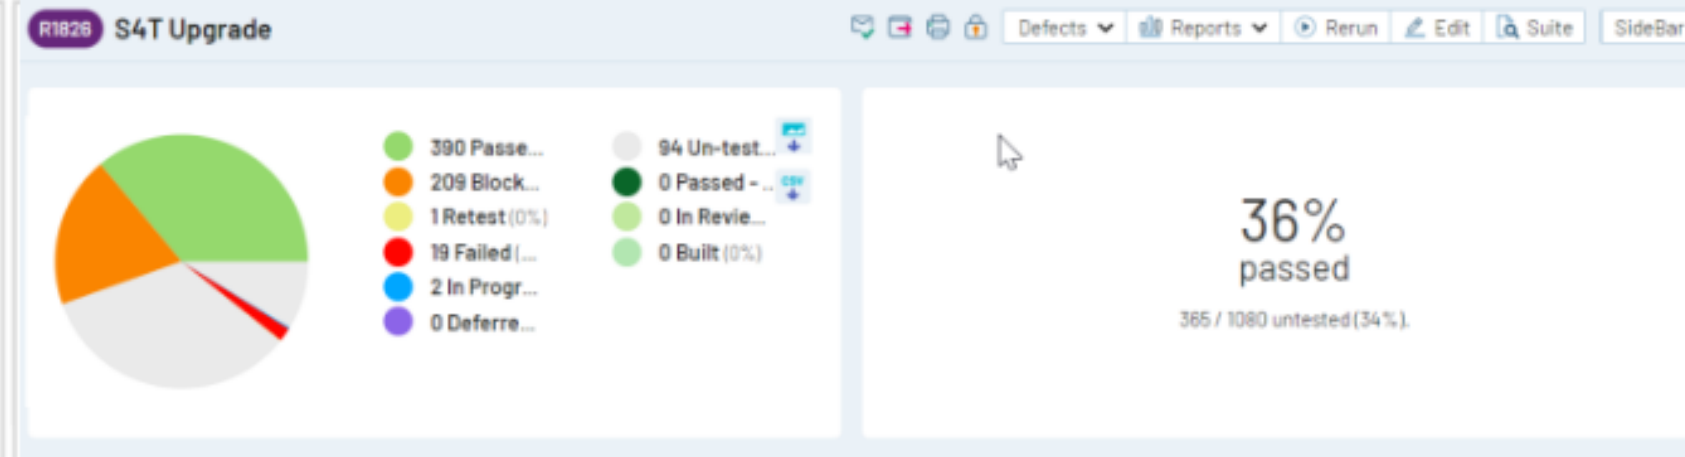 R1826 S4T Upgrade
Defects Reports Rerun Edit Suite SideBar
390 Passe...
209 Block...
1 Retest (0%)
19 Failed (...
2 In Progr...
0 Deferre...
94 Un-test...
0 Passed - ..
0 In Revie...
0 Built (0%)
CSV
36%
passed
365 / 1080 untested (34%).